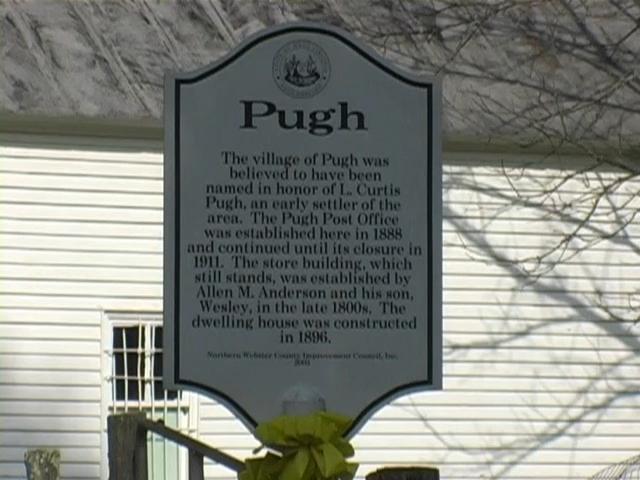 Pugh
The village of Pugh was
believed to have been
named in honor of L. Curtis
Pugh, an early settler of the
area. The Pugh Post Office
was established here in 1888
and continued until its closure in
1911. The store building, which
still stands, was established by
Allen M. Anderson and his son,
Wesley, in the late 1800s. The
dwelling house was constructed
in 1896.
Northern Webster County Improvement Council, Inc.